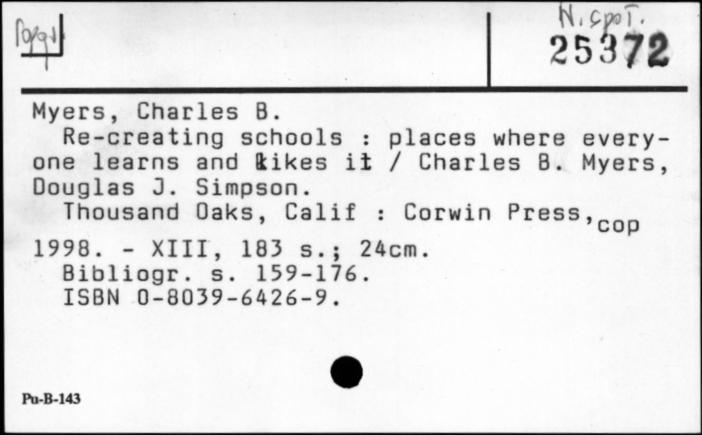 25372
Myers, Charles B.
Re-creating schools : places where every-
one learns and likes it / Charles B. Myers,
Douglas J. Simpson.
Thousand Oaks, Calif : Corwin Press, cop
1998. - XIII, 183 s.; 24cm.
Bibliogr. s. 159-176.
ISBN 0-8039-6426-9.
Pu-B-143